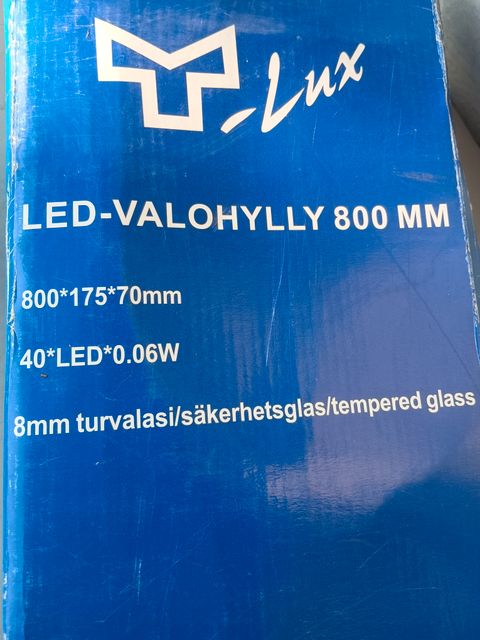 -Lux
LED-VALOHYLLY 800 MM
800*175*70mm
40*LED*0.06W
8mm turvalasi/säkerhetsglas/tempered glass